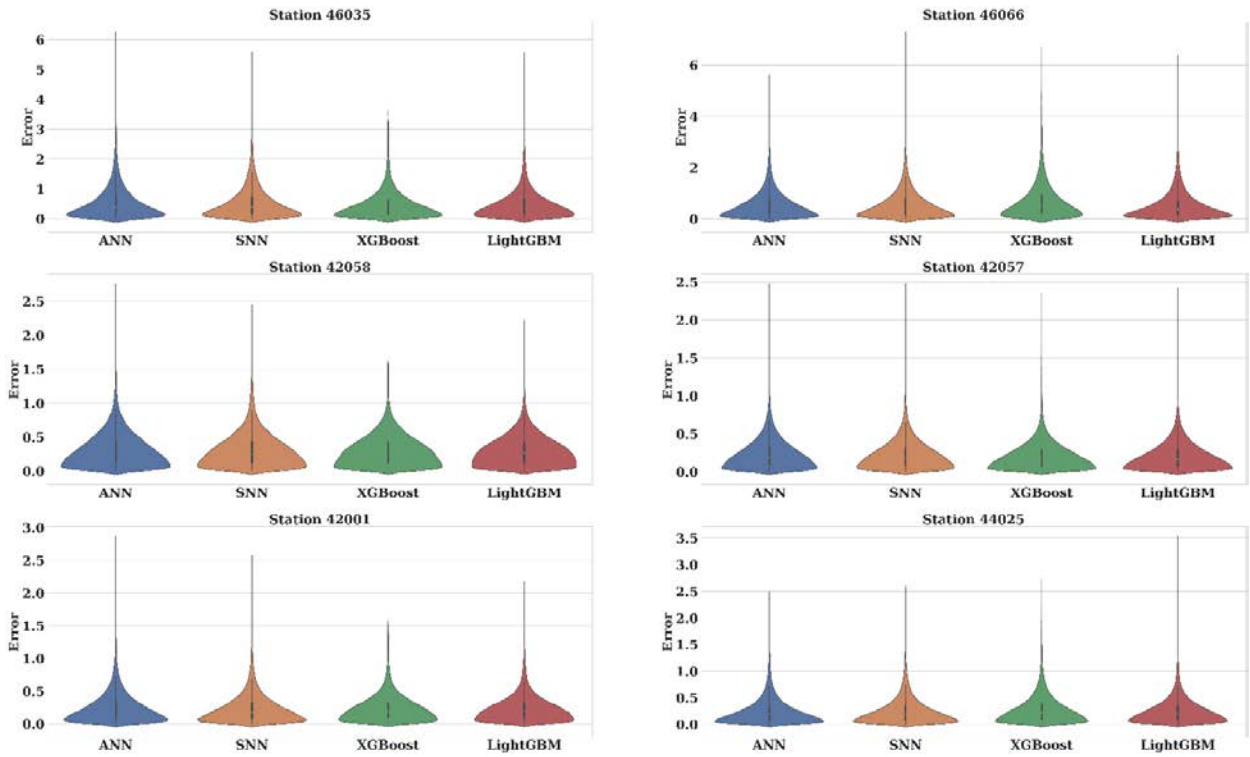 Station 46035
Error
6
5
4
3
2
1
0
ANN SNN XGBoost LightGBM
Station 46066
Error
6
4
2
0
ANN SNN XGBoost LightGBM
Station 42058
Error
2.5
2.0
1.5
1.0
0.5
0.0
ANN SNN XGBoost LightGBM
Station 42057
Error
2.5
2.0
1.5
1.0
0.5
0.0
ANN SNN XGBoost LightGBM
Station 42001
Error
3.0
2.5
2.0
1.5
1.0
0.5
0.0
ANN SNN XGBoost LightGBM
Station 44025
Error
3.5
3.0
2.5
2.0
1.5
1.0
0.5
0.0
ANN SNN XGBoost LightGBM